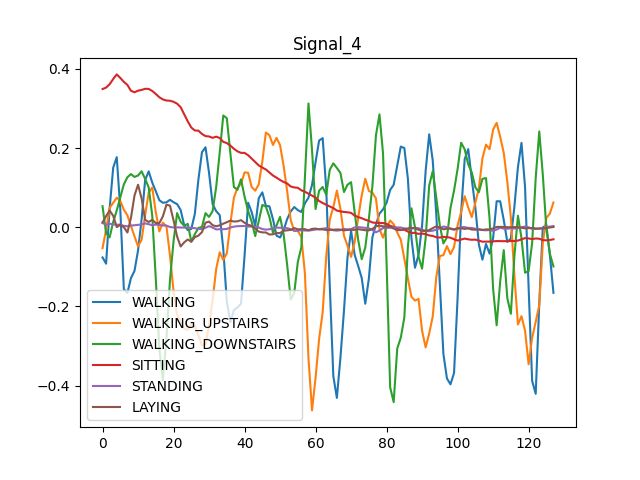 Signal_4
0.4
0.2
0.0
−0.2
−0.4
WALKING
WALKING_UPSTAIRS
WALKING_DOWNSTAIRS
SITTING
STANDING
LAYING
0 20 40 60 80 100 120